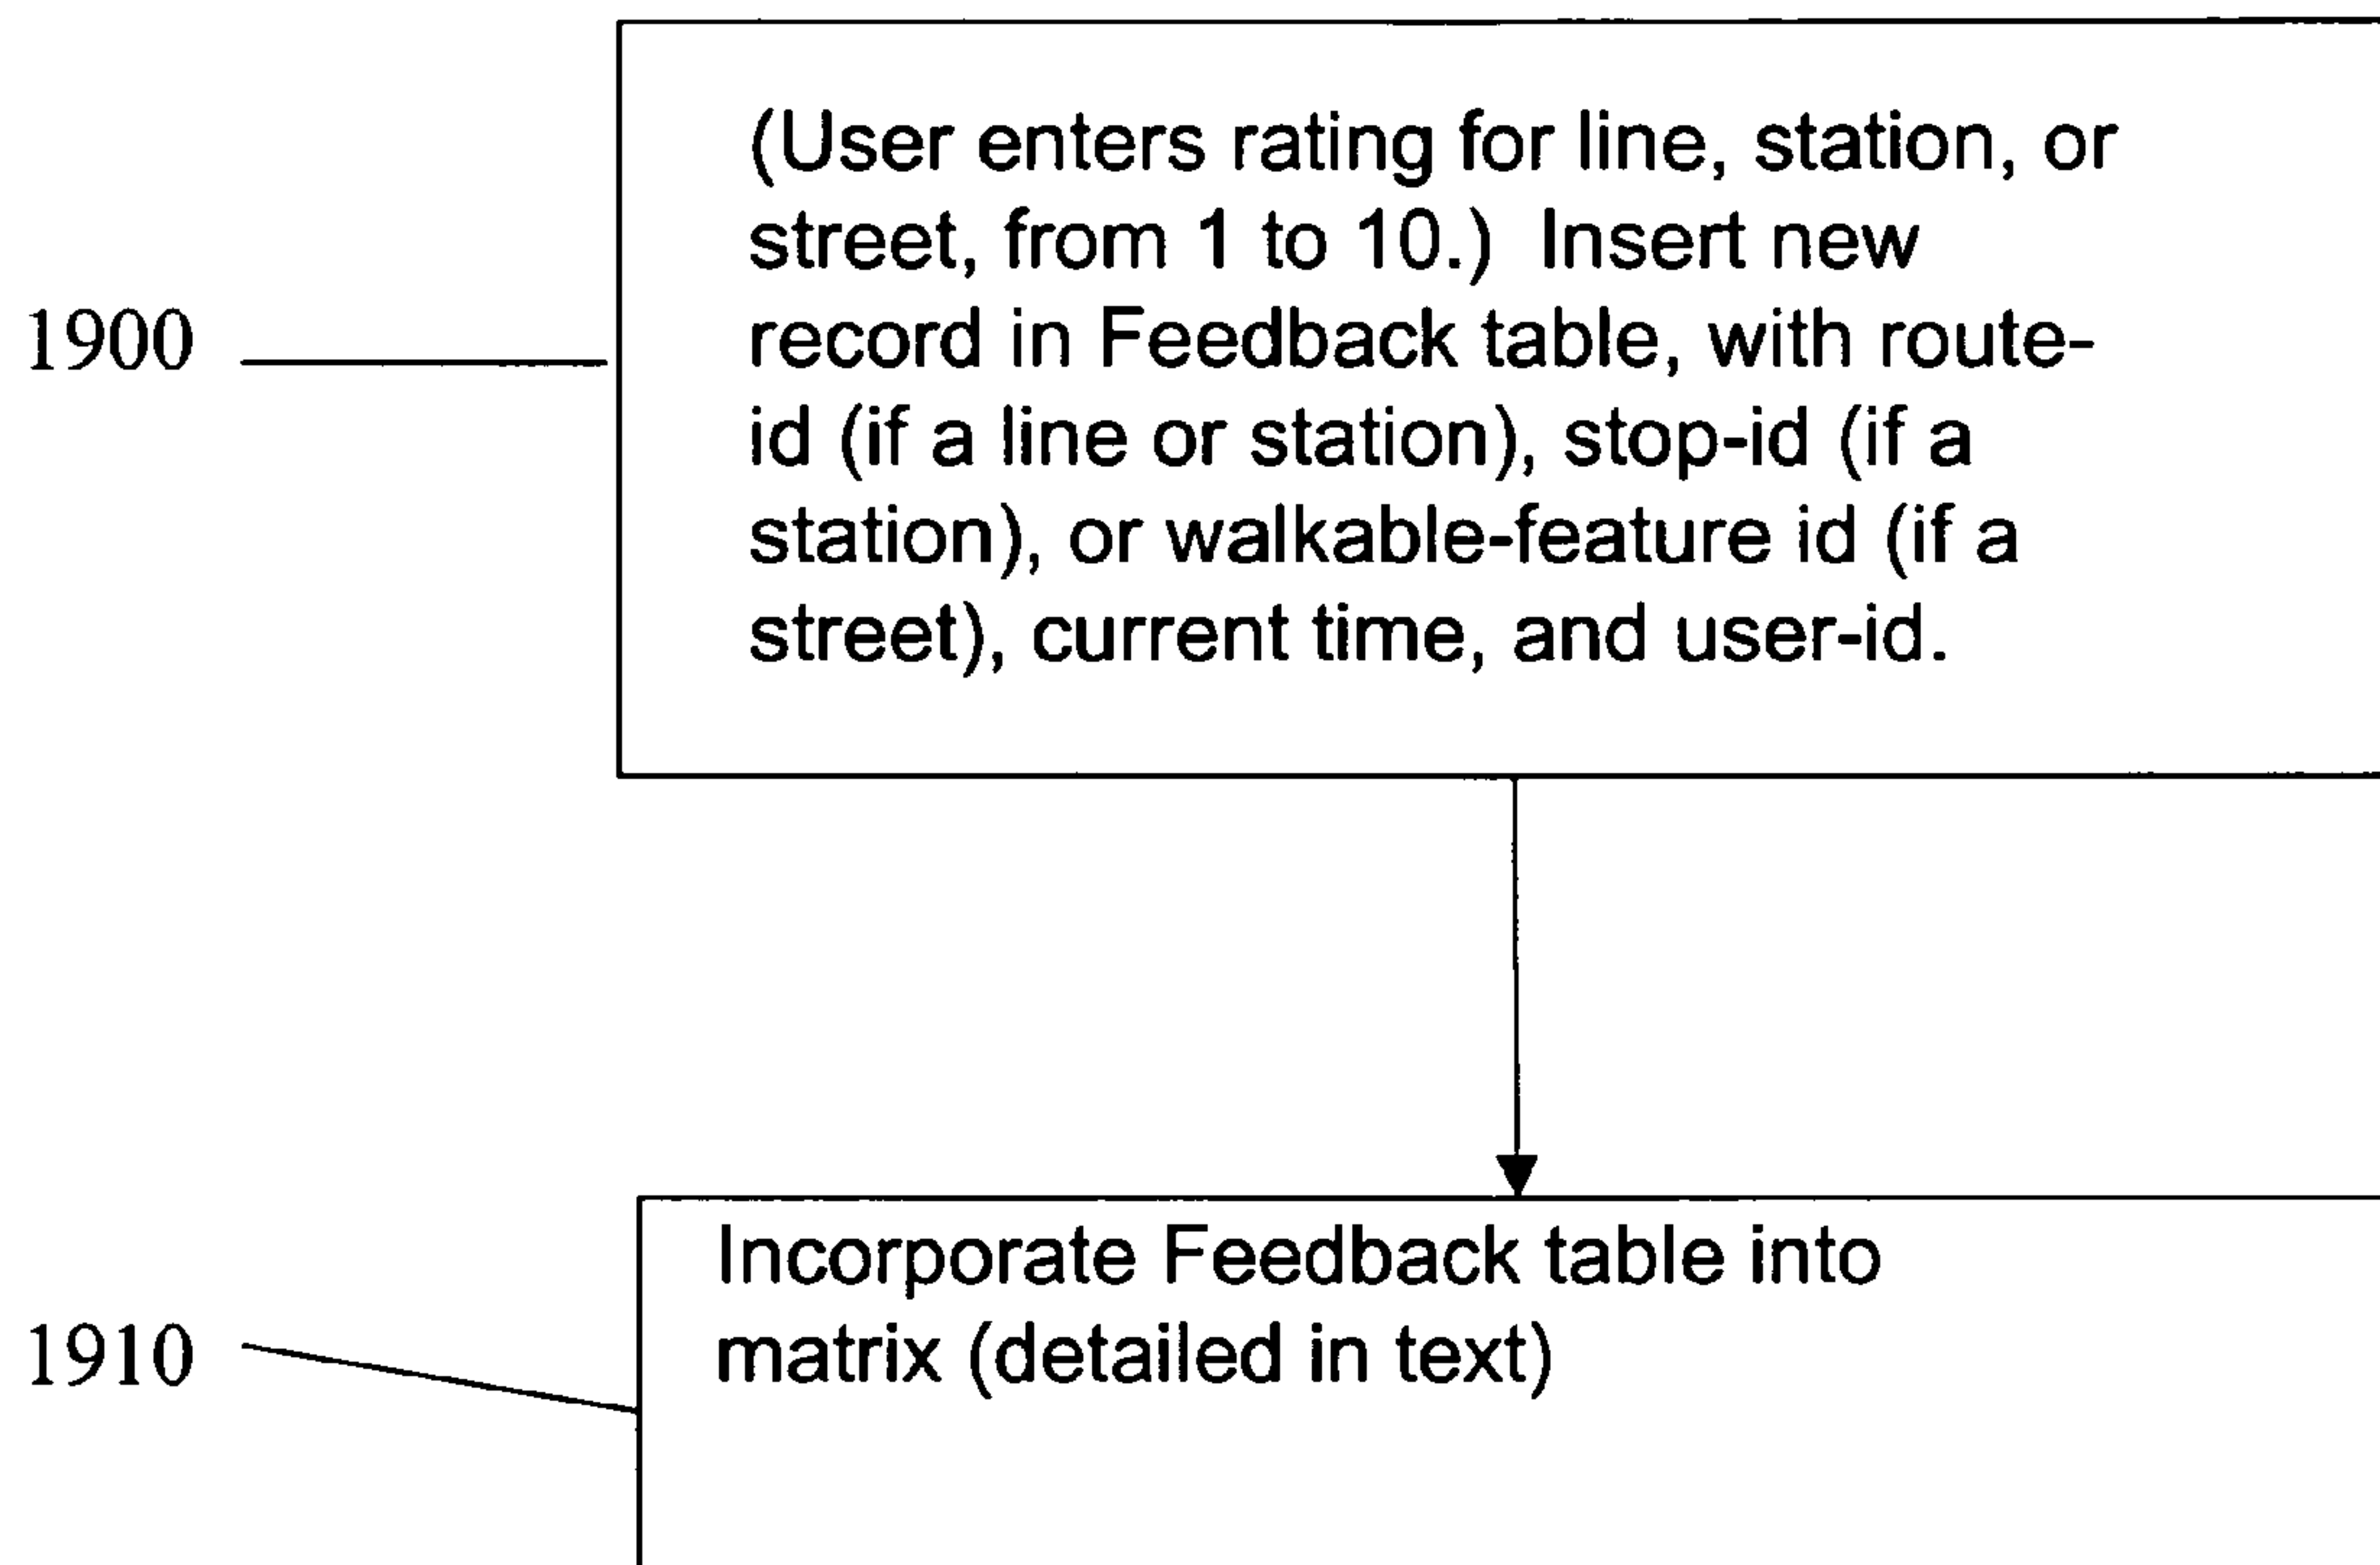 (User enters rating for line, station, or
street, from 1 to 10.) Insert new
1900
record in Feedback table, with route-
id (if a line or station), stop-id (if a
station), or walkable-feature id (if a
street), current time, and user-id.
Incorporate Feedback table into
1910
matrix (detailed in text)